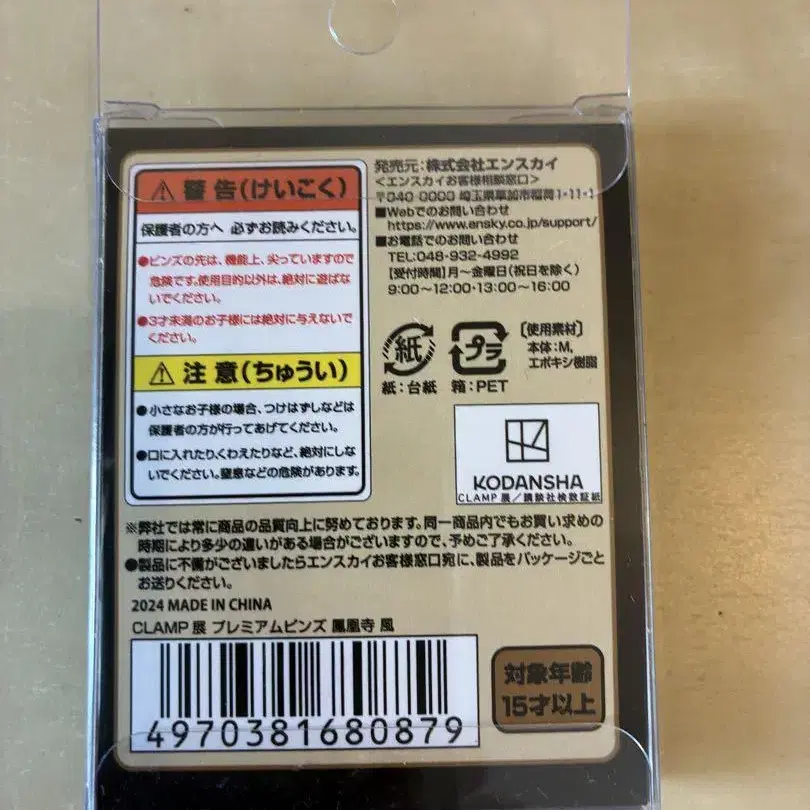 ⚠ 警告(けいこく)
保護者の方へ 必ずお読みください。
●ピンズの先は、機能上、尖っていますので
危険です。使用目的以外は、絶対に遊ばな
いでください。
●3才未満のお子様には絶対に与えないで
ください。
⚠ 注意(ちゅうい)
●小さなお子様の場合、つけはずしなどは
保護者の方が行ってあげてください。
●口に入れたり、くわえたりなど、絶対にしな
いでください。窒息などの危険があります。
発売元:株式会社エンスカイ
<エンスカイお客様相談窓口>
〒340-0000 埼玉県草加市稲荷1-11-1
■Webでのお問い合わせ
https://www.ensky.co.jp/support/
■お電話でのお問い合わせ
TEL:048-932-4992
【受付時間】月～金曜日(祝日を除く)
9:00～12:00・13:00～16:00
紙
紙:台紙
プラ
箱:PET
〔使用素材〕
本体:M,
エポキシ樹脂
KODANSHA
CLAMP展/講談社検数証紙
※弊社では常に商品の品質向上に努めております。同一商品内でもお買い求めの
時期により多少の違いがある場合がございますので、予めご了承ください。
●製品に不備がございましたらエンスカイお客様窓口宛に、製品をパッケージごと
お送りください。
2024 MADE IN CHINA
CLAMP展 プレミアムピンズ 鳳凰寺 風
4970381680879
対象年齢
15才以上